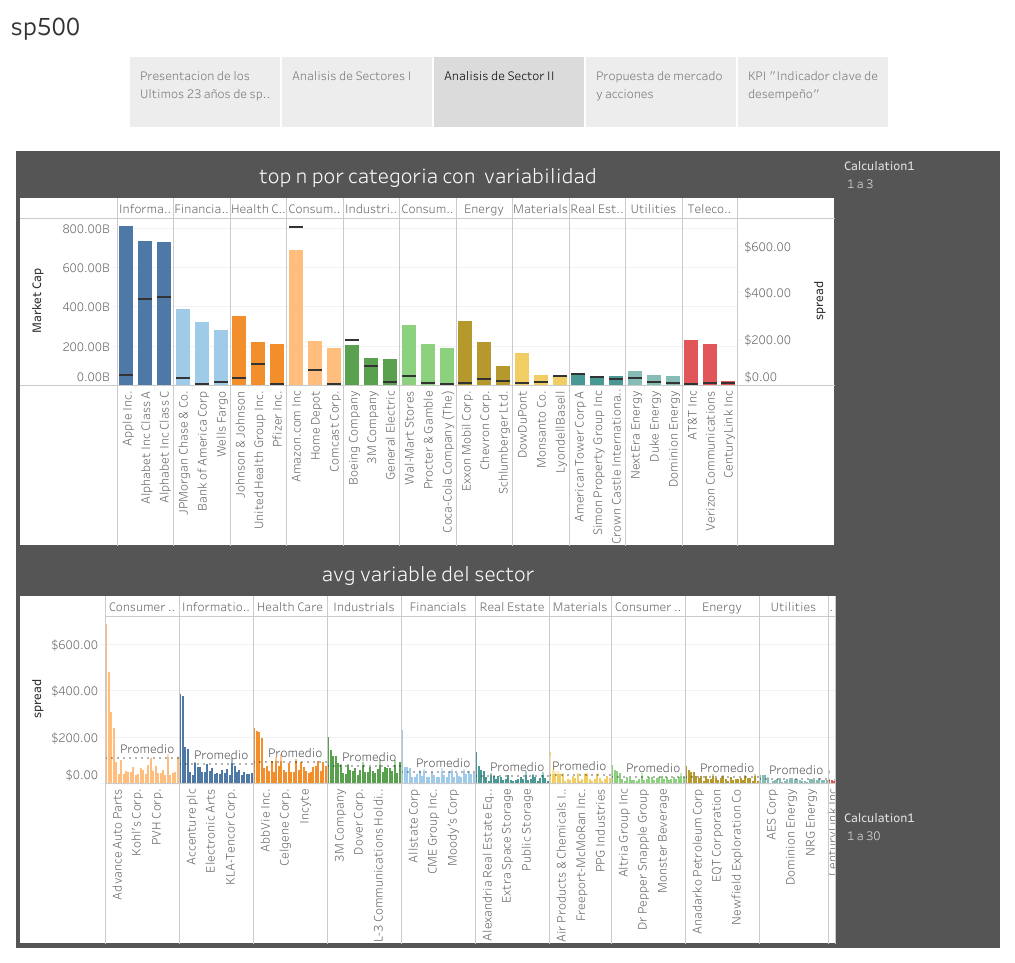 sp500
Presentacion de los
Ultimos 23 años de sp..
Analisis de Sectores I
Analisis de Sector II
Propuesta de mercado
y acciones
KPI "Indicador clave de
desempeño"
top n por categoria con variabilidad
Calculation1
1 a 3
Informa..
Financia..
Health C..
Consum..
Industri..
Consum..
Energy
Materials
Real Est..
Utilities
Teleco..
Market Cap
800.00B
600.00B
400.00B
200.00B
0.00B
$600.00
$400.00
$200.00
$0.00
spread
Apple Inc.
Alphabet Inc Class A
Alphabet Inc Class C
JPMorgan Chase & Co.
Bank of America Corp
Wells Fargo
Johnson & Johnson
United Health Group Inc.
Pfizer Inc.
Amazon.com Inc
Home Depot
Comcast Corp.
Boeing Company
3M Company
General Electric
Wal-Mart Stores
Procter & Gamble
Coca-Cola Company (The)
Exxon Mobil Corp.
Chevron Corp.
Schlumberger Ltd.
DowDuPont
Monsanto Co.
LyondellBasell
American Tower Corp A
Simon Property Group Inc
Crown Castle Internationa..
NextEra Energy
Duke Energy
Dominion Energy
AT&T Inc
Verizon Communications
CenturyLink Inc
avg variable del sector
Consumer ..
Informatio..
Health Care
Industrials
Financials
Real Estate
Materials
Consumer ..
Energy
Utilities
.
spread
$600.00
$400.00
$200.00
$0.00
Promedio
Promedio
Promedio
Promedio
Promedio
Promedio
Promedio
Promedio
Promedio
Promedio
Advance Auto Parts
Kohl's Corp.
PVH Corp.
Accenture plc
Electronic Arts
KLA-Tencor Corp.
AbbVie Inc.
Celgene Corp.
Incyte
3M Company
Dover Corp.
L-3 Communications Holdi..
Allstate Corp
CME Group Inc.
Moody's Corp
Alexandria Real Estate Eq..
Extra Space Storage
Public Storage
Air Products & Chemicals I..
Freeport-McMoRan Inc.
PPG Industries
Altria Group Inc
Dr Pepper Snapple Group
Monster Beverage
Anadarko Petroleum Corp
EQT Corporation
Newfield Exploration Co
AES Corp
Dominion Energy
NRG Energy
CenturyLink Inc
Calculation1
1 a 30